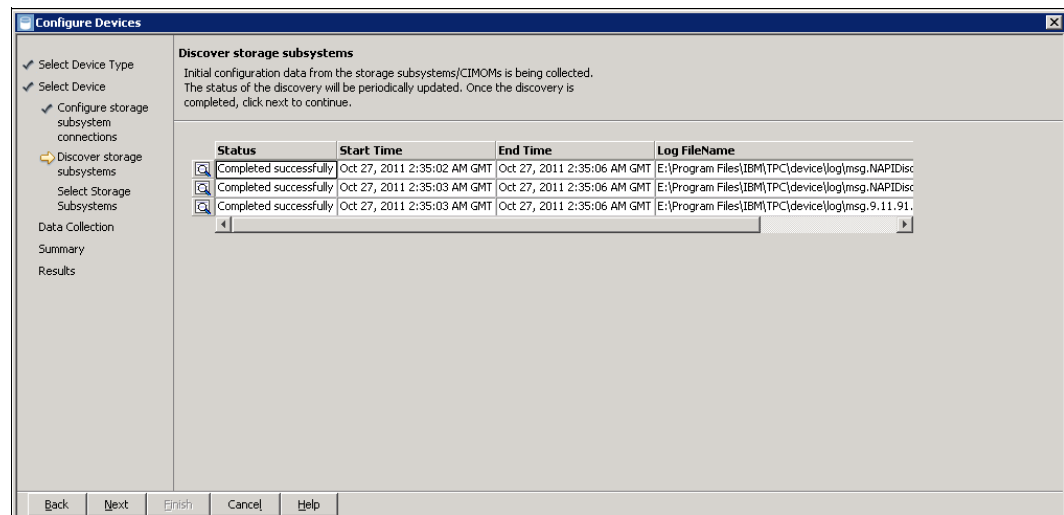 Configure Devices
Select Device Type
Select Device
Configure storage
subsystem
connections
Discover storage
subsystems
Select Storage
Subsystems
Data Collection
Summary
Results
Discover storage subsystems
Initial configuration data from the storage subsystems/CIMOMs is being collected.
The status of the discovery will be periodically updated. Once the discovery is
completed, click next to continue.
Status Start Time End Time Log FileName
Completed successfully Oct 27, 2011 2:35:02 AM GMT Oct 27, 2011 2:35:06 AM GMT E:\Program Files\IBM\TPC\device\log\msg.NAPIDisc
Completed successfully Oct 27, 2011 2:35:03 AM GMT Oct 27, 2011 2:35:06 AM GMT E:\Program Files\IBM\TPC\device\log\msg.NAPIDisc
Completed successfully Oct 27, 2011 2:35:03 AM GMT Oct 27, 2011 2:35:06 AM GMT E:\Program Files\IBM\TPC\device\log\msg.9.11.91.
Back Next Finish Cancel Help